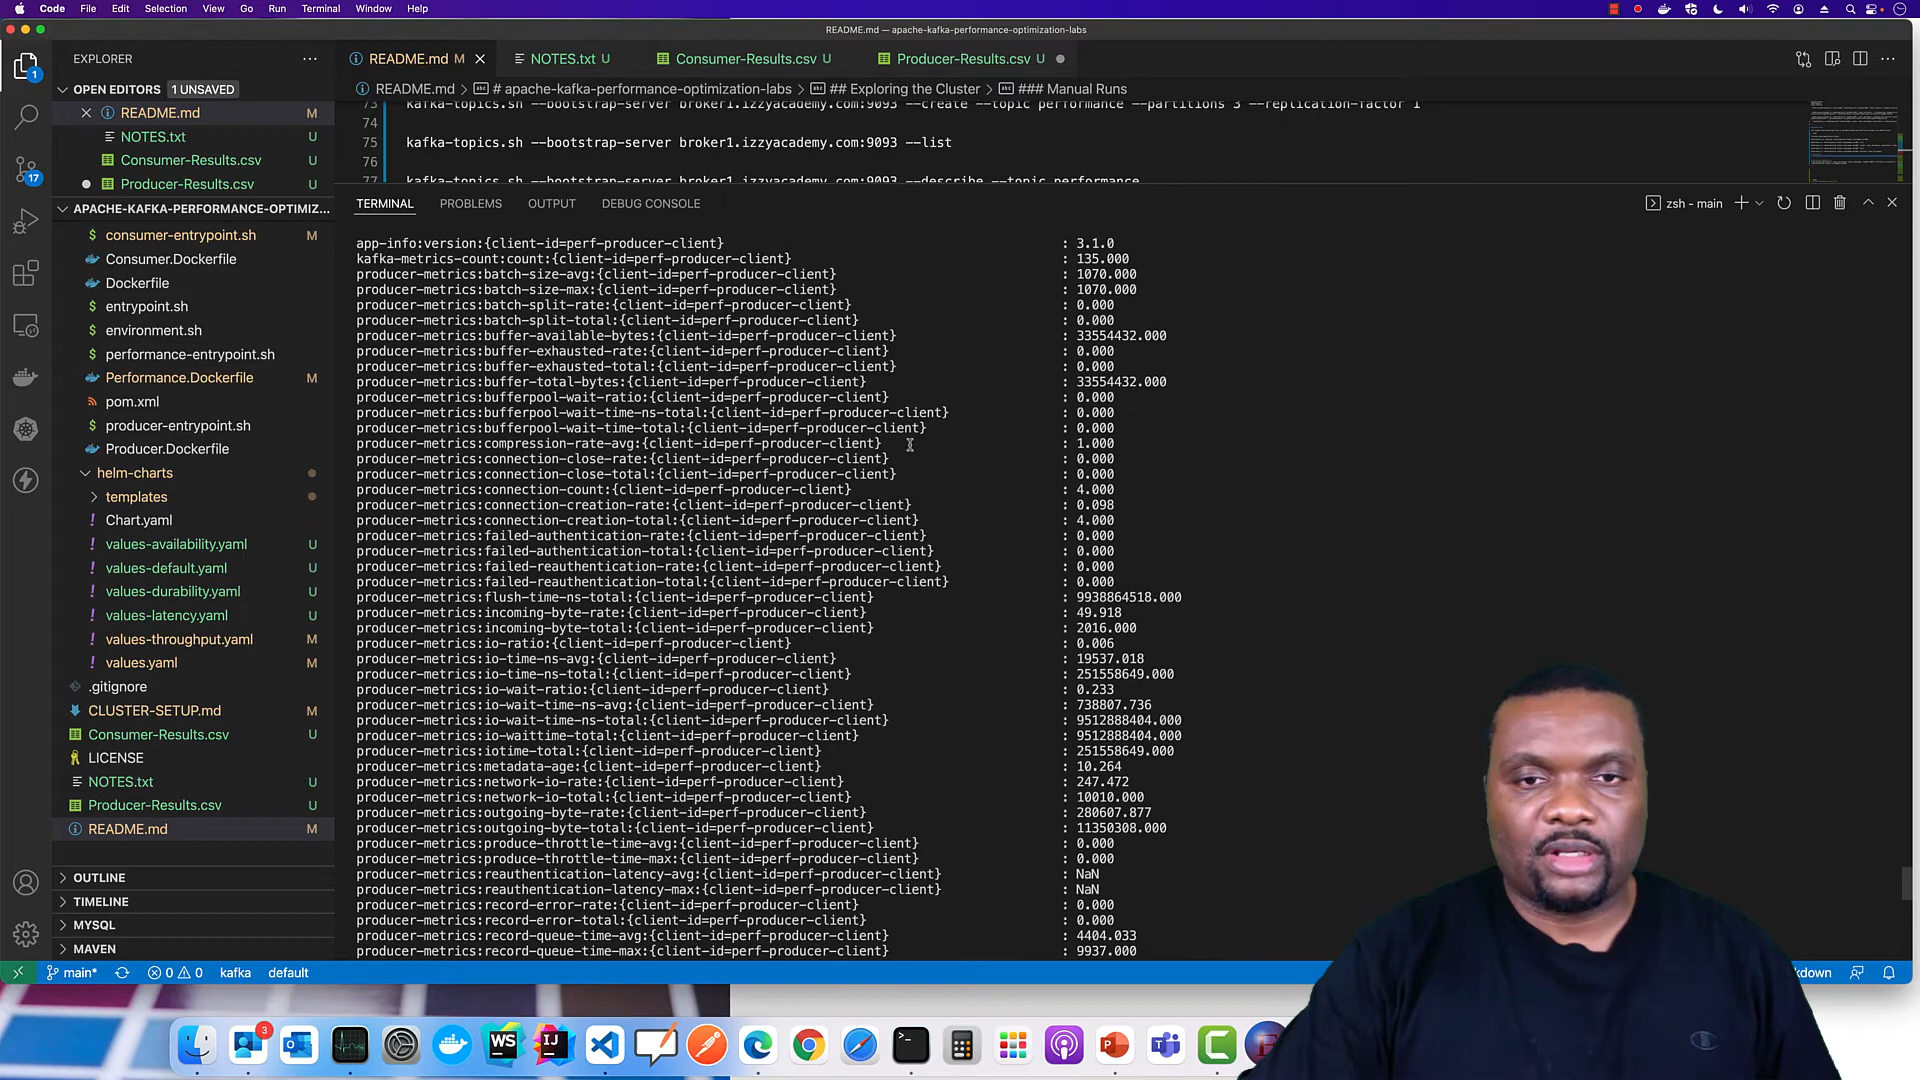 Code File Edit Selection View Go Run Terminal Window Help
README.md — apache-kafka-performance-optimization-labs
EXPLORER
README.md M
NOTES.txt U
Consumer-Results.csv U
Producer-Results.csv U
OPEN EDITORS 1 UNSAVED
README.md > # apache-kafka-performance-optimization-labs > ## Exploring the Cluster > ### Manual Runs
README.md M
NOTES.txt U
Consumer-Results.csv U
Producer-Results.csv U
73 kafka-topics.sh --bootstrap-server broker1.izzyacademy.com:9093 --create --topic performance --partitions 3 --replication-factor 1
74
75 kafka-topics.sh --bootstrap-server broker1.izzyacademy.com:9093 --list
76
77 kafka-topics.sh --bootstrap-server broker1.izzyacademy.com:9093 --describe --topic performance
APACHE-KAFKA-PERFORMANCE-OPTIMIZ...
consumer-entrypoint.sh M
Consumer.Dockerfile
Dockerfile
entrypoint.sh
environment.sh
performance-entrypoint.sh
Performance.Dockerfile M
pom.xml
producer-entrypoint.sh
Producer.Dockerfile
helm-charts
templates
Chart.yaml
values-availability.yaml U
values-default.yaml U
values-durability.yaml U
values-latency.yaml U
values-throughput.yaml M
values.yaml M
.gitignore
CLUSTER-SETUP.md M
Consumer-Results.csv U
LICENSE
NOTES.txt U
Producer-Results.csv U
README.md M
OUTLINE
TIMELINE
MYSQL
MAVEN
1
17
TERMINAL PROBLEMS OUTPUT DEBUG CONSOLE
zsh - main
app-info:version:{client-id=perf-producer-client} : 3.1.0
kafka-metrics-count:count:{client-id=perf-producer-client} : 135.000
producer-metrics:batch-size-avg:{client-id=perf-producer-client} : 1070.000
producer-metrics:batch-size-max:{client-id=perf-producer-client} : 1070.000
producer-metrics:batch-split-rate:{client-id=perf-producer-client} : 0.000
producer-metrics:batch-split-total:{client-id=perf-producer-client} : 0.000
producer-metrics:buffer-available-bytes:{client-id=perf-producer-client} : 33554432.000
producer-metrics:buffer-exhausted-rate:{client-id=perf-producer-client} : 0.000
producer-metrics:buffer-exhausted-total:{client-id=perf-producer-client} : 0.000
producer-metrics:buffer-total-bytes:{client-id=perf-producer-client} : 33554432.000
producer-metrics:bufferpool-wait-ratio:{client-id=perf-producer-client} : 0.000
producer-metrics:bufferpool-wait-time-ns-total:{client-id=perf-producer-client} : 0.000
producer-metrics:bufferpool-wait-time-total:{client-id=perf-producer-client} : 0.000
producer-metrics:compression-rate-avg:{client-id=perf-producer-client} : 1.000
producer-metrics:connection-close-rate:{client-id=perf-producer-client} : 0.000
producer-metrics:connection-close-total:{client-id=perf-producer-client} : 0.000
producer-metrics:connection-count:{client-id=perf-producer-client} : 4.000
producer-metrics:connection-creation-rate:{client-id=perf-producer-client} : 0.098
producer-metrics:connection-creation-total:{client-id=perf-producer-client} : 4.000
producer-metrics:failed-authentication-rate:{client-id=perf-producer-client} : 0.000
producer-metrics:failed-authentication-total:{client-id=perf-producer-client} : 0.000
producer-metrics:failed-reauthentication-rate:{client-id=perf-producer-client} : 0.000
producer-metrics:failed-reauthentication-total:{client-id=perf-producer-client} : 0.000
producer-metrics:flush-time-ns-total:{client-id=perf-producer-client} : 9938864518.000
producer-metrics:incoming-byte-rate:{client-id=perf-producer-client} : 49.918
producer-metrics:incoming-byte-total:{client-id=perf-producer-client} : 2016.000
producer-metrics:io-ratio:{client-id=perf-producer-client} : 0.006
producer-metrics:io-time-ns-avg:{client-id=perf-producer-client} : 19537.018
producer-metrics:io-time-ns-total:{client-id=perf-producer-client} : 251558649.000
producer-metrics:io-wait-ratio:{client-id=perf-producer-client} : 0.233
producer-metrics:io-wait-time-ns-avg:{client-id=perf-producer-client} : 738807.736
producer-metrics:io-wait-time-ns-total:{client-id=perf-producer-client} : 9512888404.000
producer-metrics:io-waittime-total:{client-id=perf-producer-client} : 9512888404.000
producer-metrics:iotime-total:{client-id=perf-producer-client} : 251558649.000
producer-metrics:metadata-age:{client-id=perf-producer-client} : 10.264
producer-metrics:network-io-rate:{client-id=perf-producer-client} : 247.472
producer-metrics:network-io-total:{client-id=perf-producer-client} : 10010.000
producer-metrics:outgoing-byte-rate:{client-id=perf-producer-client} : 280607.877
producer-metrics:outgoing-byte-total:{client-id=perf-producer-client} : 11350308.000
producer-metrics:produce-throttle-time-avg:{client-id=perf-producer-client} : 0.000
producer-metrics:produce-throttle-time-max:{client-id=perf-producer-client} : 0.000
producer-metrics:reauthentication-latency-avg:{client-id=perf-producer-client} : NaN
producer-metrics:reauthentication-latency-max:{client-id=perf-producer-client} : NaN
producer-metrics:record-error-rate:{client-id=perf-producer-client} : 0.000
producer-metrics:record-error-total:{client-id=perf-producer-client} : 0.000
producer-metrics:record-queue-time-avg:{client-id=perf-producer-client} : 4404.033
producer-metrics:record-queue-time-max:{client-id=perf-producer-client} : 9937.000
main* 0 0 kafka default
kdown
3
WS
IJ